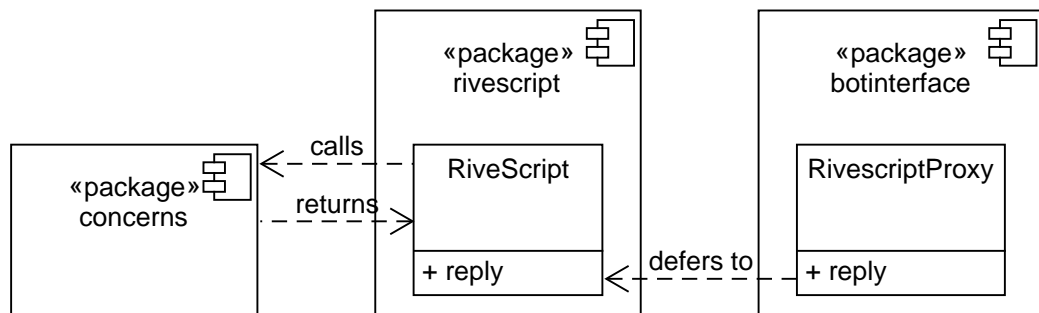 «package»
rivescript
«package»
botinterface
calls
RiveScript
RivescriptProxy
«package»
concerns
returns
+ reply
defers to
+ reply